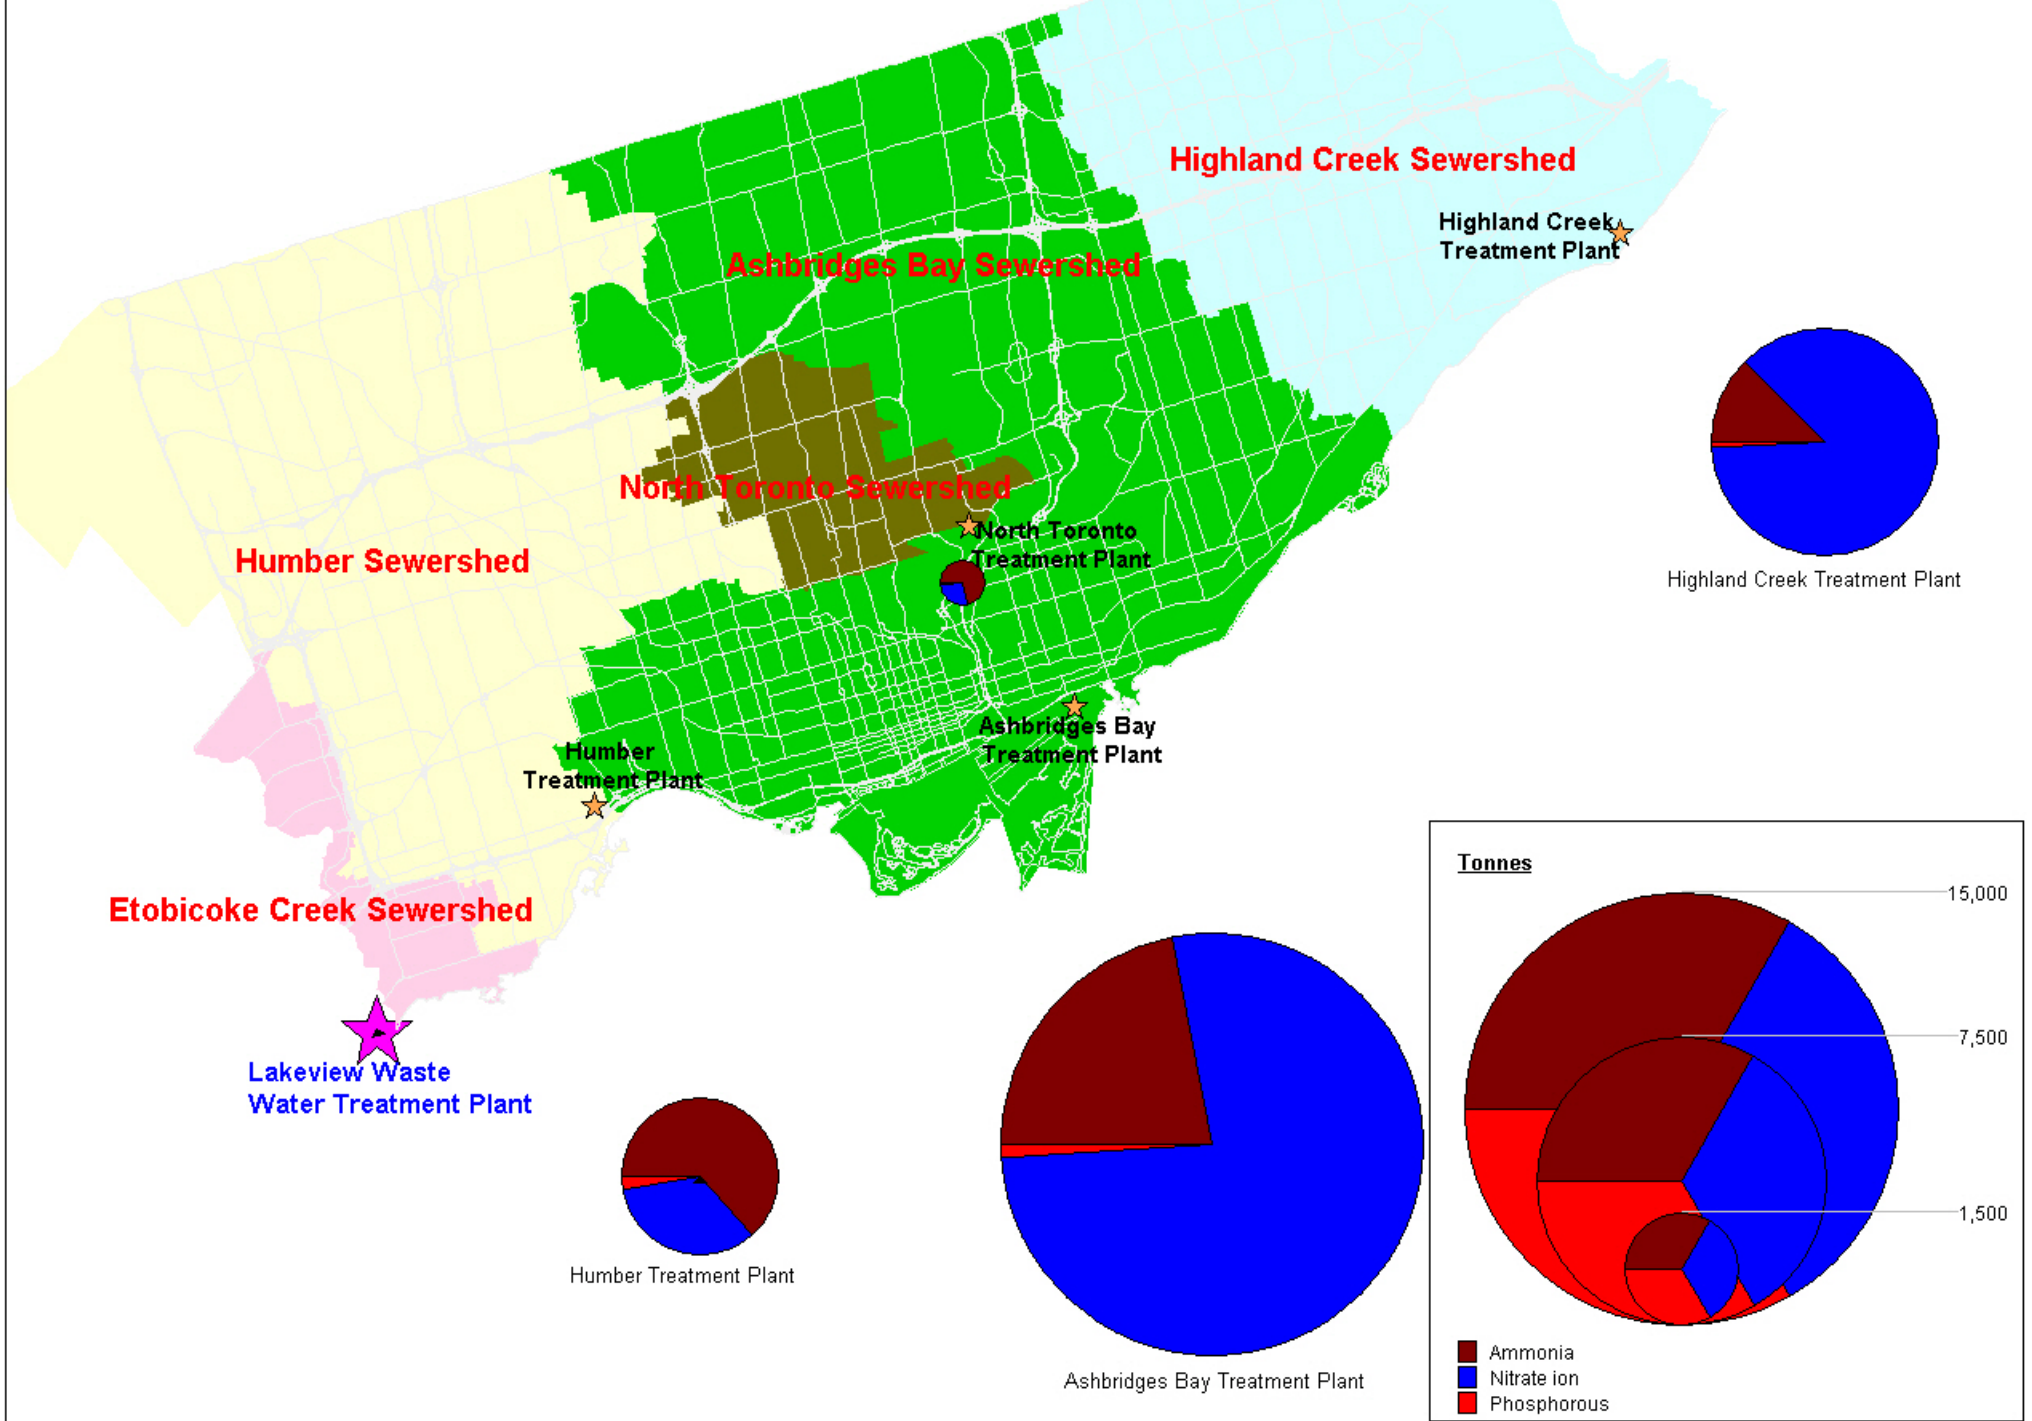 Highland Creek Sewershed
Highland Creek
Treatment Plant
Ashbridges Bay Sewershed
North Toronto Sewershed
North Toronto
Treatment Plant
Humber Sewershed
Highland Creek Treatment Plant
Ashbridges Bay
Treatment Plant
Humber
Treatment Plant
Etobicoke Creek Sewershed
Lakeview Waste
Water Treatment Plant
Humber Treatment Plant
Ashbridges Bay Treatment Plant
Tonnes
15,000
7,500
1,500
Ammonia
Nitrate ion
Phosphorous